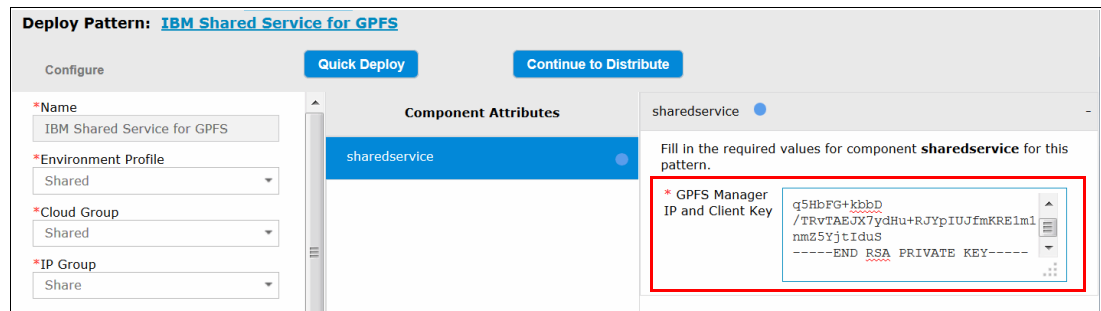 Deploy Pattern: IBM Shared Service for GPFS
Configure
Quick Deploy
Continue to Distribute
*Name
IBM Shared Service for GPFS
*Environment Profile
Shared
*Cloud Group
Shared
*IP Group
Share
Component Attributes
sharedservice
sharedservice
-
Fill in the required values for component sharedservice for this
pattern.
* GPFS Manager
IP and Client Key
q5HbFG+kbbD
/TRvTAEJX7ydHu+RJYpIUJfmKRE1m1
nmZ5YjtIduS
-----END RSA PRIVATE KEY-----